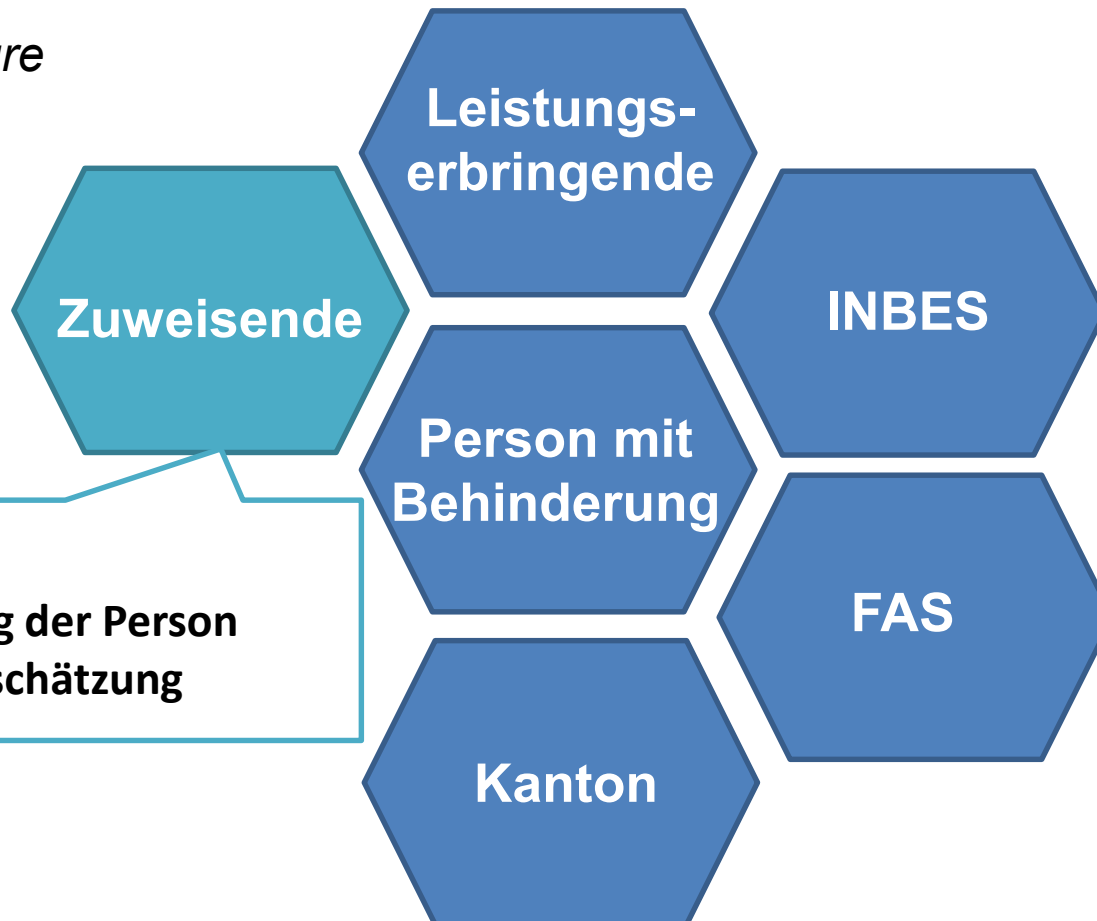 re
Leistungs-
erbringende
Zuweisende
INBES
Person mit
Behinderung
g der Person
schätzung
FAS
Kanton